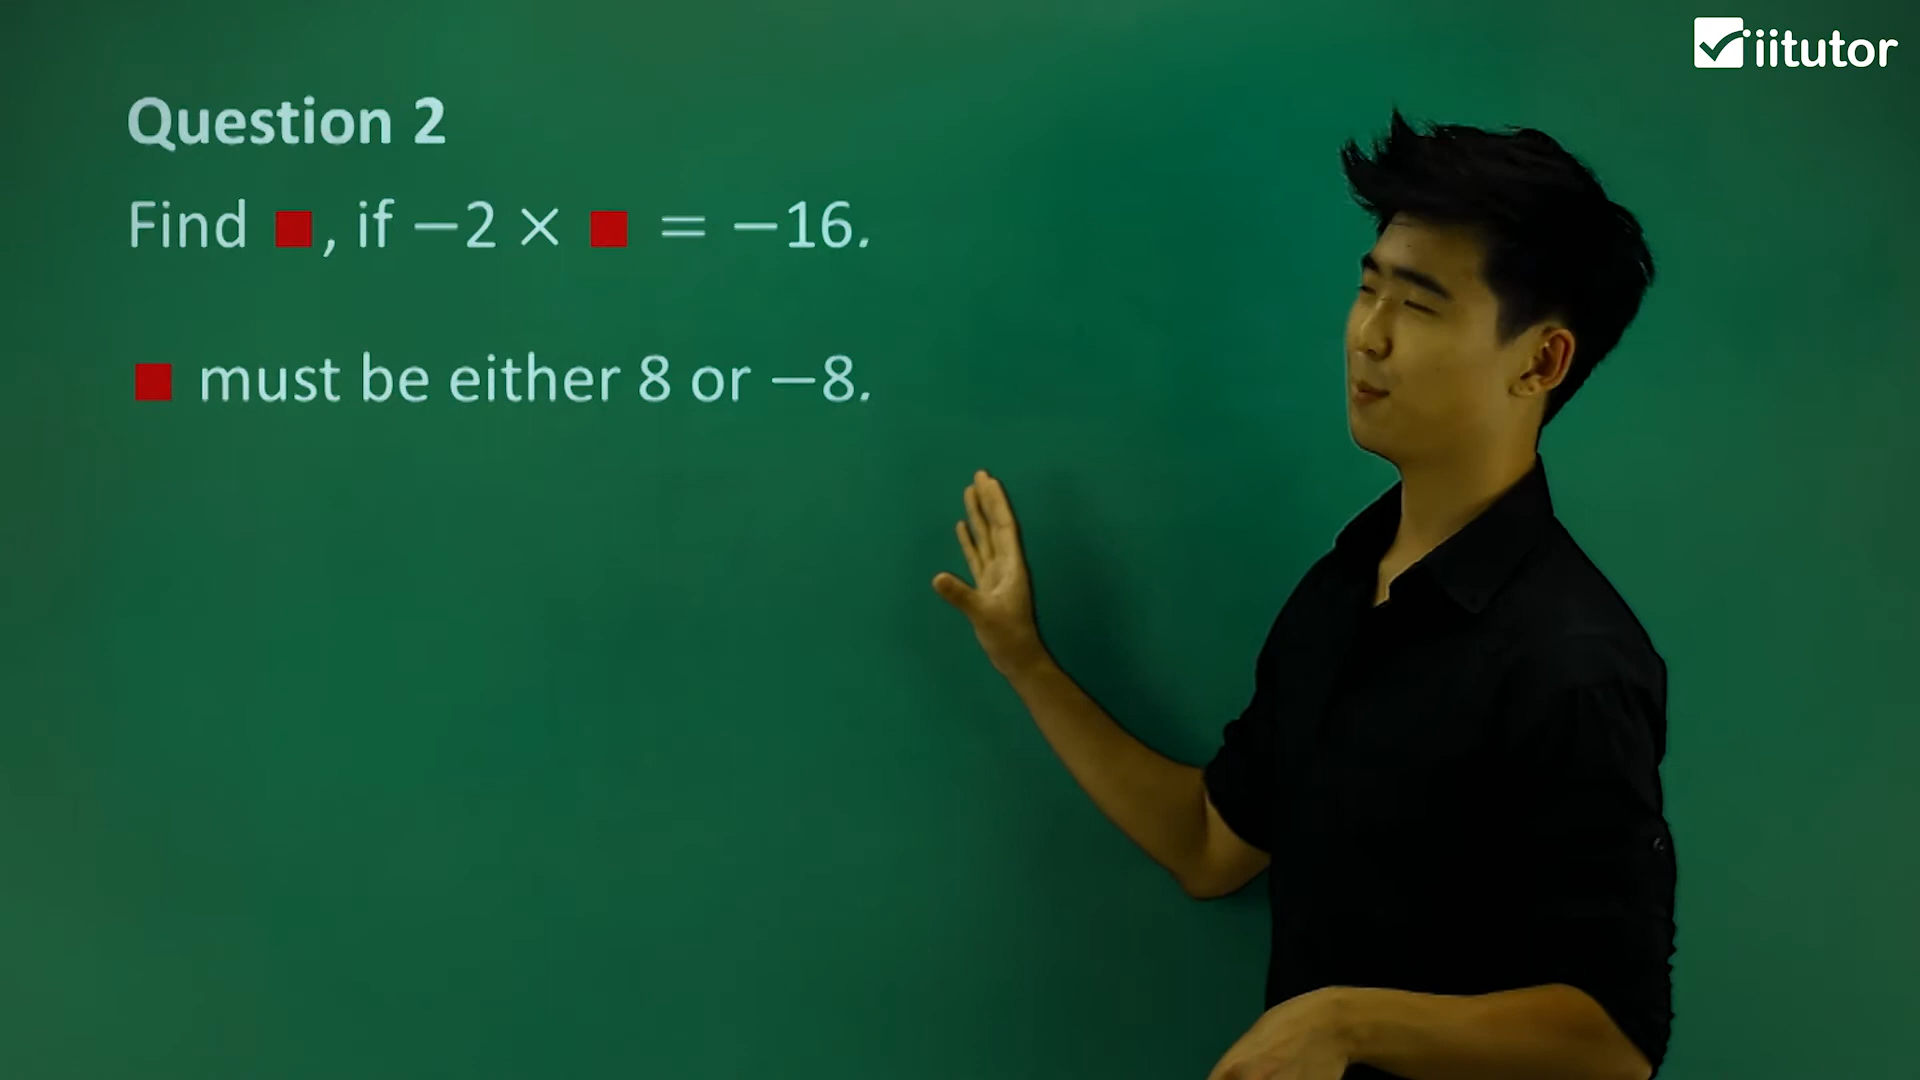 iitutor
Question 2
Find ■, if −2 × ■ = −16.
■ must be either 8 or −8.